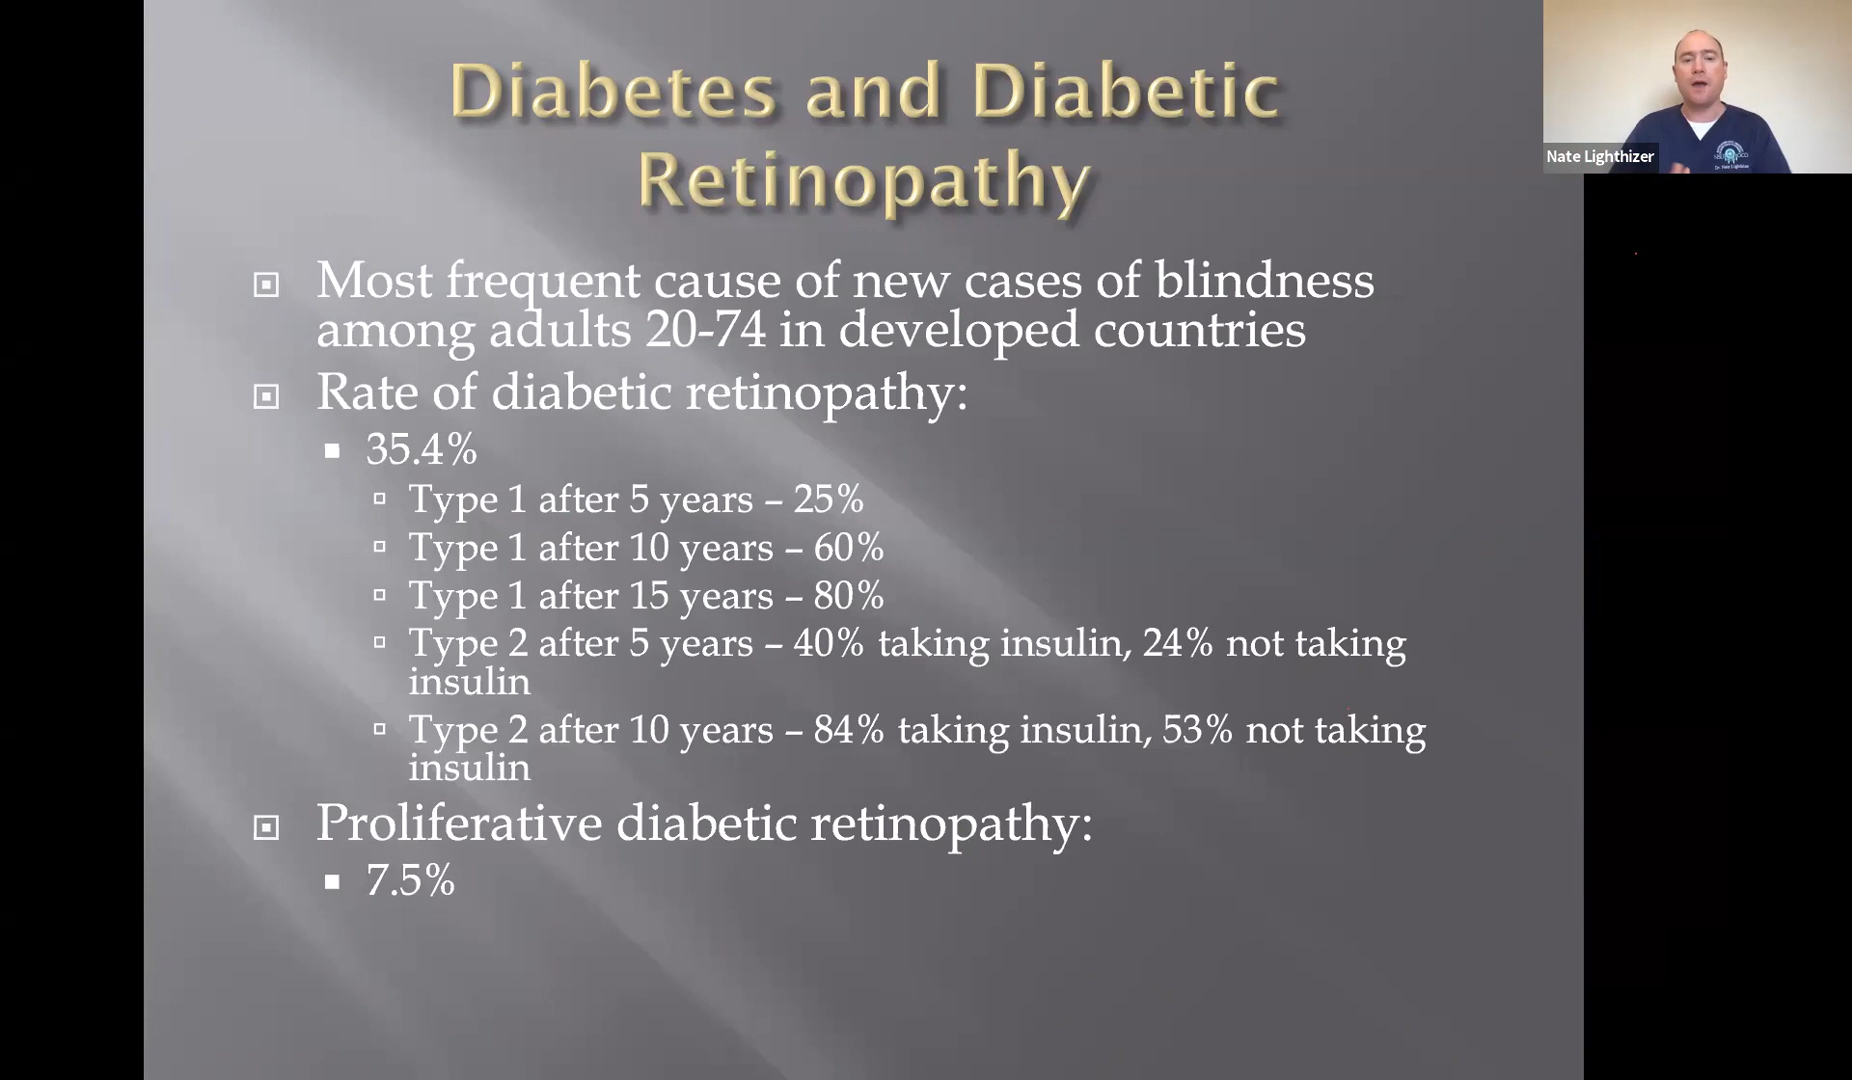 Diabetes and Diabetic
Retinopathy
Most frequent cause of new cases of blindness
among adults 20-74 in developed countries
Rate of diabetic retinopathy:
35.4%
Type 1 after 5 years – 25%
Type 1 after 10 years – 60%
Type 1 after 15 years – 80%
Type 2 after 5 years – 40% taking insulin, 24% not taking
insulin
Type 2 after 10 years – 84% taking insulin, 53% not taking
insulin
Proliferative diabetic retinopathy:
7.5%
Nate Lighthizer